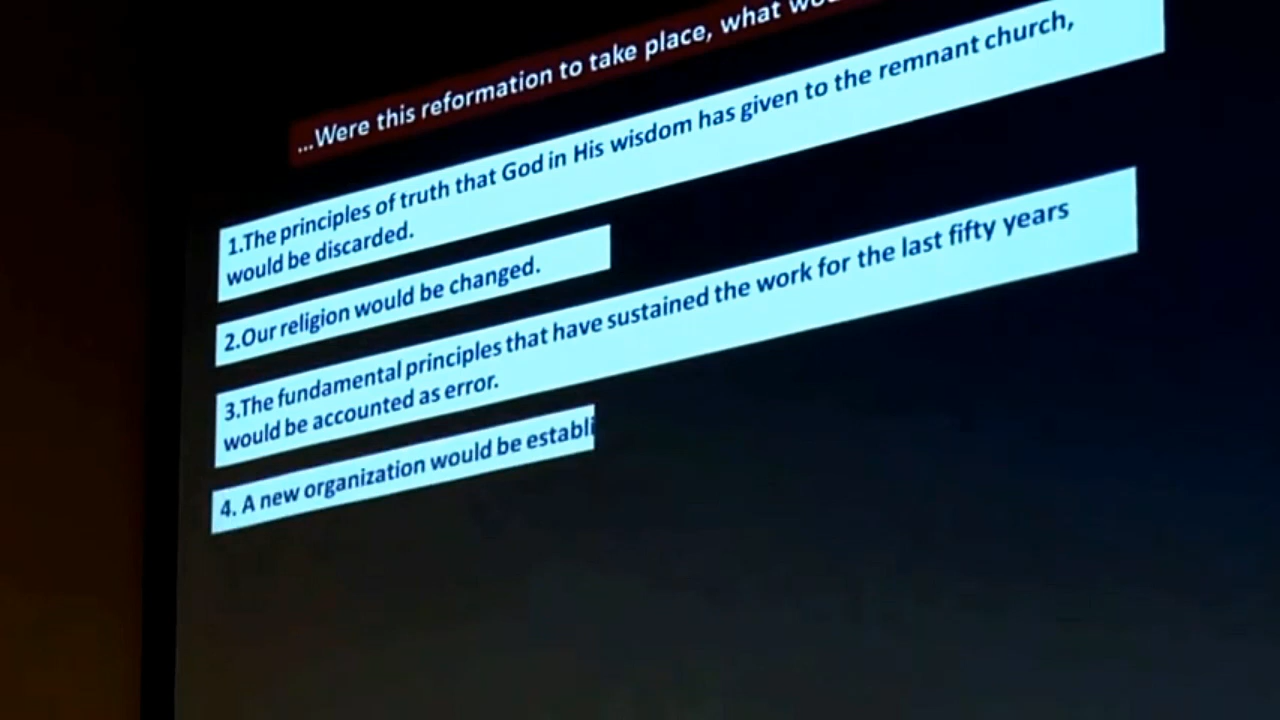 ...Were this reformation to take place, what
1.The principles of truth that God in His wisdom has given to the remnant church,
would be discarded.
2.Our religion would be changed.
3.The fundamental principles that have sustained the work for the last fifty years
would be accounted as error.
4. A new organization would be establi